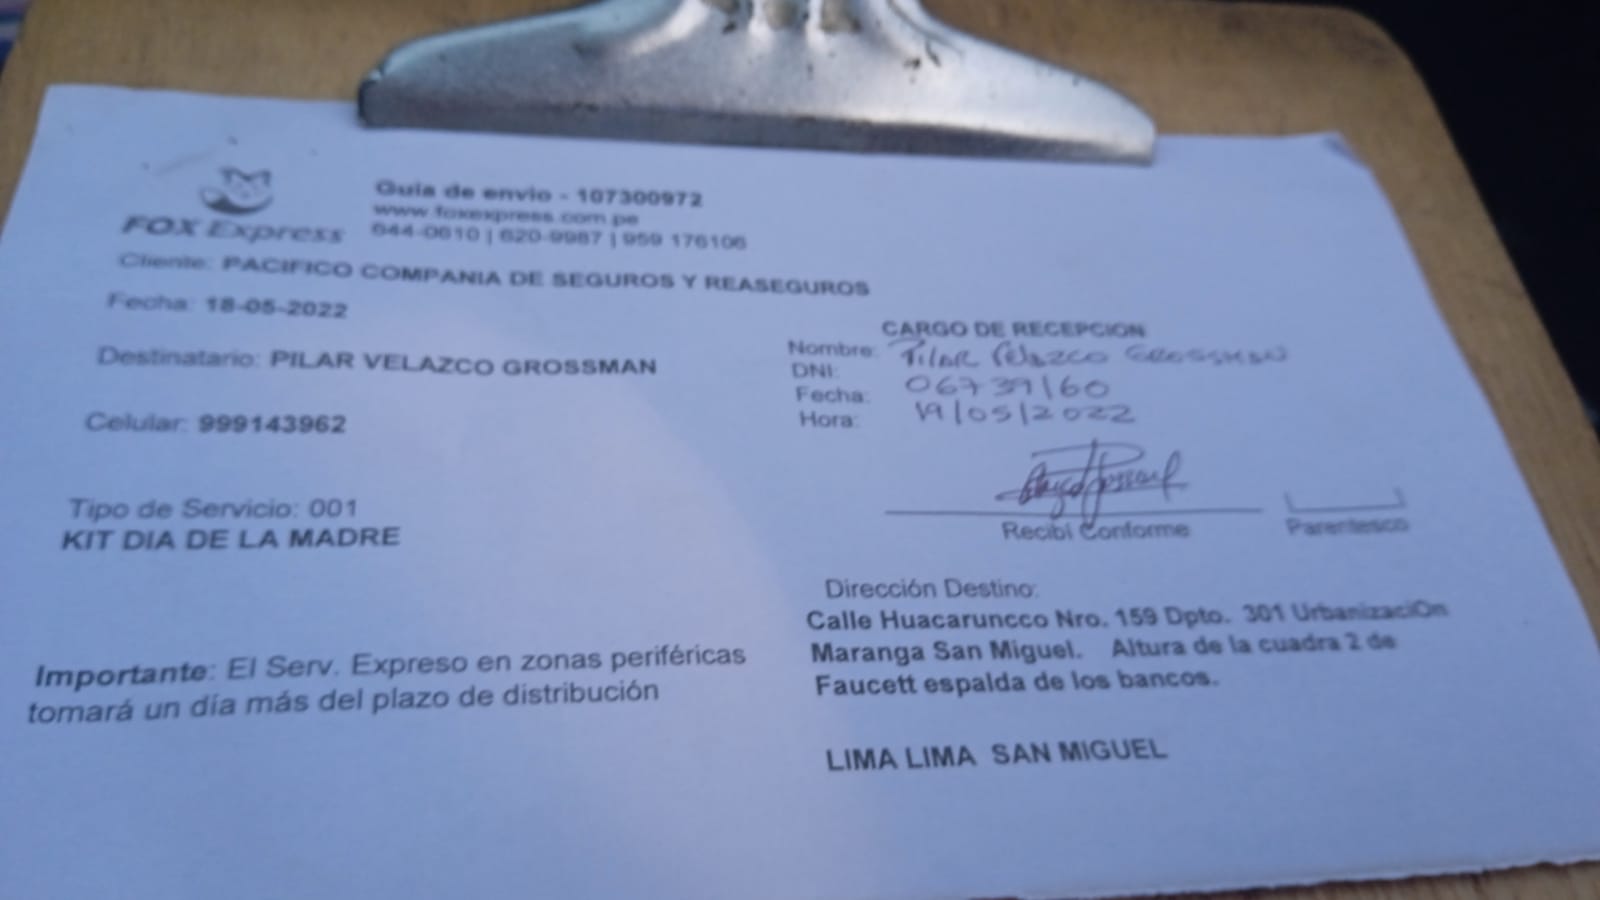 FOX Express
Guia de envio - 107300972
www.foxexpress.com.pe
644-0610 | 620-9987 | 959 176106
Cliente: PACIFICO COMPANIA DE SEGUROS Y REASEGUROS
Fecha: 18-05-2022
Destinatario: PILAR VELAZCO GROSSMAN
Celular: 999143962
Tipo de Servicio: 001
KIT DIA DE LA MADRE
Importante: El Serv. Expreso en zonas periféricas
tomará un día más del plazo de distribución
CARGO DE RECEPCION
Nombre: Pilar Velazco Grossman
DNI: 06739160
Fecha: 19/05/2022
Hora:
Recibi Conforme
Parentesco
Dirección Destino:
Calle Huacaruncco Nro. 159 Dpto. 301 UrbanizaciOn
Maranga San Miguel. Altura de la cuadra 2 de
Faucett espalda de los bancos.
LIMA LIMA SAN MIGUEL